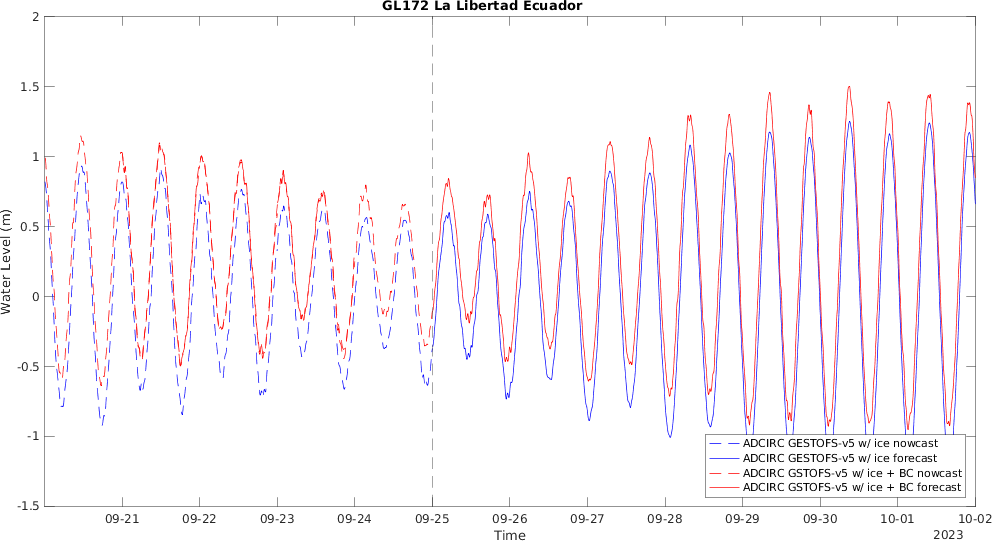 GL172 La Libertad Ecuador
2
1.5
1
0.5
0
-0.5
-1
-1.5
Water Level (m)
ADCIRC GESTOFS-v5 w/ ice nowcast
ADCIRC GESTOFS-v5 w/ ice forecast
ADCIRC GSTOFS-v5 w/ ice + BC nowcast
ADCIRC GSTOFS-v5 w/ ice + BC forecast
09-21 09-22 09-23 09-24 09-25 09-26 09-27 09-28 09-29 09-30 10-01 10-02
Time
2023